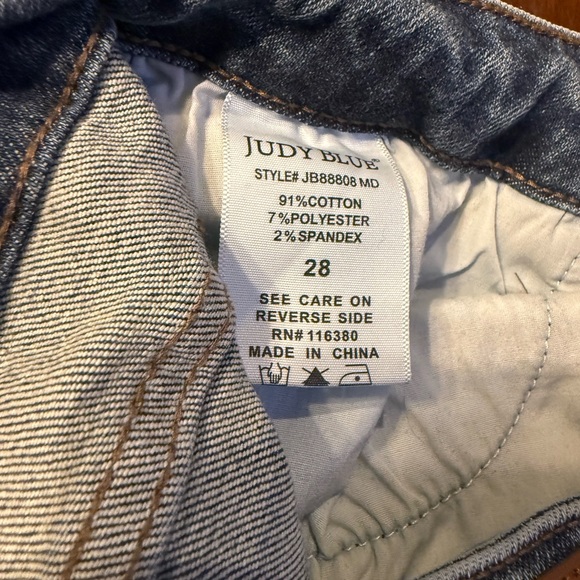 JUDY BLUE®
STYLE# JB88808 MD
91%COTTON
7%POLYESTER
2%SPANDEX
28
SEE CARE ON
REVERSE SIDE
RN# 116380
MADE IN CHINA